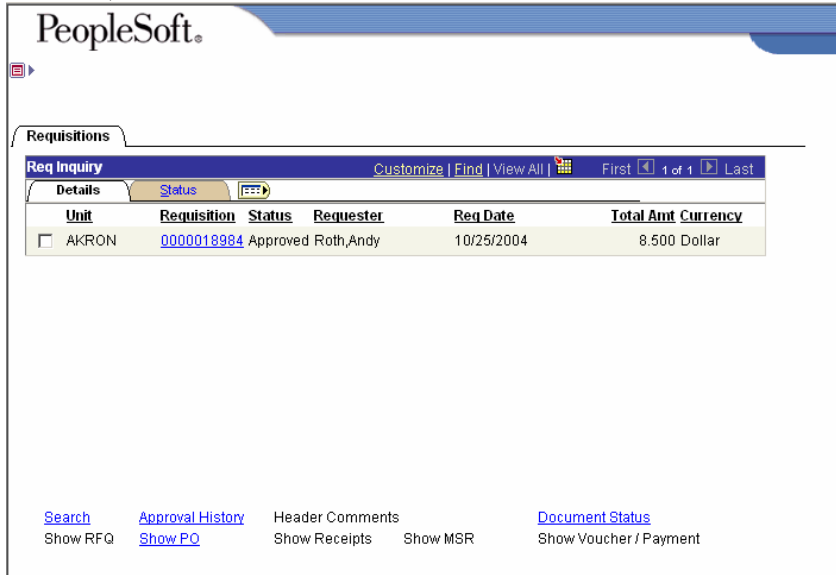 PeopleSoft®
Requisitions
Req Inquiry Customize | Find | View All | First 1 of 1 Last
Details Status
Unit Requisition Status Requester Req Date Total Amt Currency
AKRON 0000018984 Approved Roth,Andy 10/25/2004 8.500 Dollar
Search Approval History Header Comments Document Status
Show RFQ Show PO Show Receipts Show MSR Show Voucher / Payment